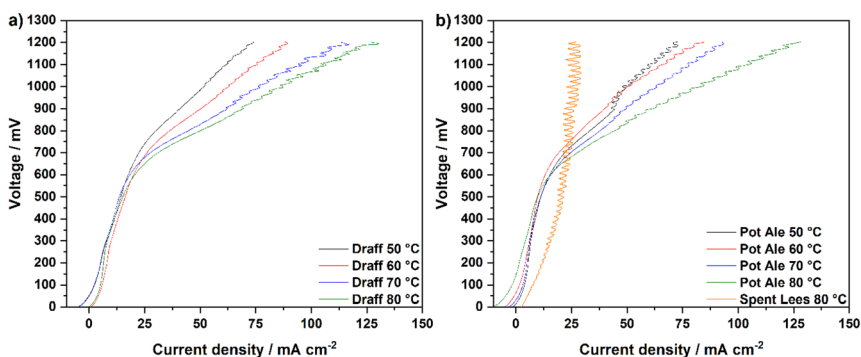 a)
1300
1200
1100
1000
900
800
700
600
500
400
300
200
100
0
Voltage / mV
Draff 50 °C
Draff 60 °C
Draff 70 °C
Draff 80 °C
0 25 50 75 100 125 150
Current density / mA cm⁻²
b)
1300
1200
1100
1000
900
800
700
600
500
400
300
200
100
0
Voltage / mV
Pot Ale 50 °C
Pot Ale 60 °C
Pot Ale 70 °C
Pot Ale 80 °C
Spent Lees 80 °C
0 25 50 75 100 125 150
Current density / mA cm⁻²